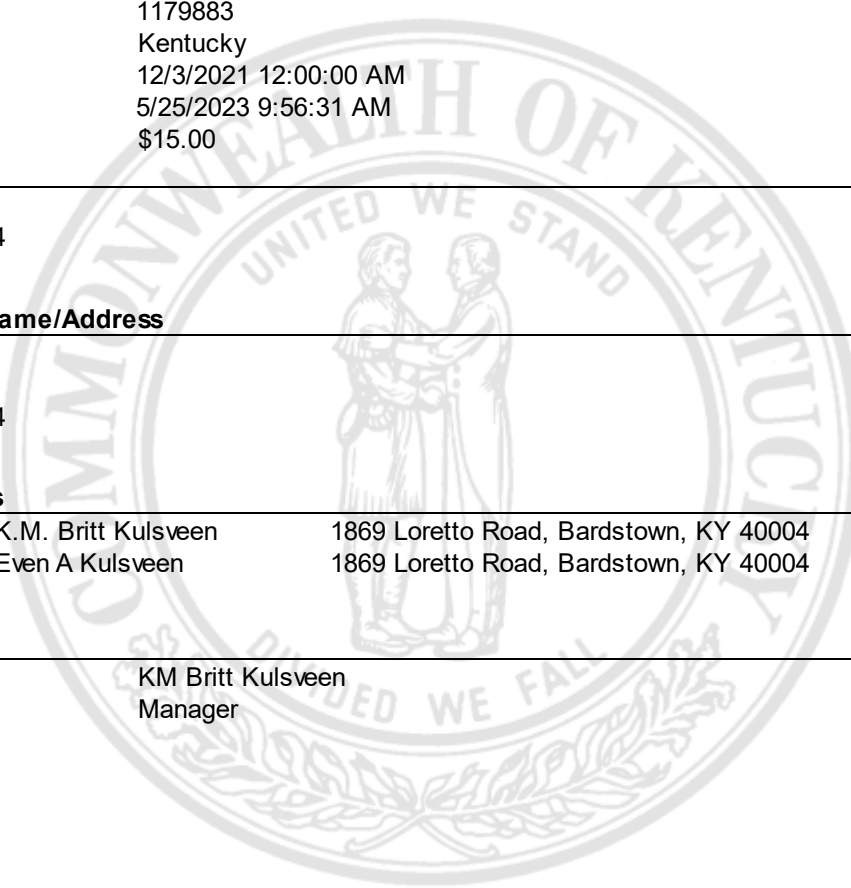 1179883
Kentucky
12/3/2021 12:00:00 AM
5/25/2023 9:56:31 AM
$15.00
4
ame/Address
4
s
K.M. Britt Kulsveen 1869 Loretto Road, Bardstown, KY 40004
Even A Kulsveen 1869 Loretto Road, Bardstown, KY 40004
KM Britt Kulsveen
Manager
COMMONWEALTH OF KENTUCKY
UNITED WE STAND
DIVIDED WE FALL